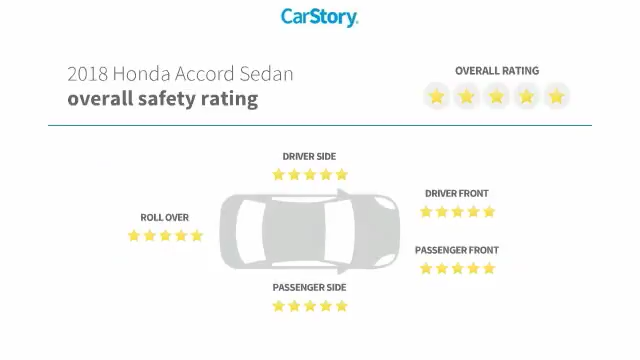 CarStory
2018 Honda Accord Sedan
overall safety rating
OVERALL RATING
DRIVER SIDE
DRIVER FRONT
ROLL OVER
PASSENGER FRONT
PASSENGER SIDE